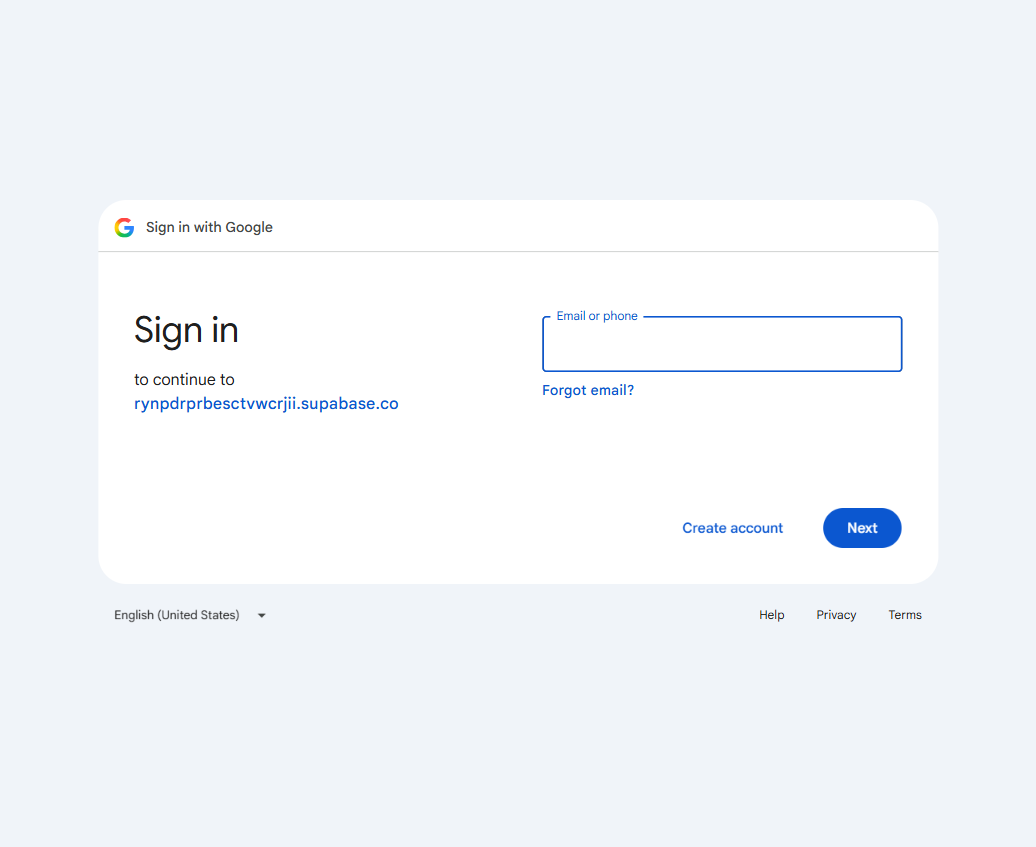 Sign in with Google
Sign in
to continue to
rynpdrprbesctvwcrjii.supabase.co
Email or phone
Forgot email?
Create account
Next
English (United States)
Help
Privacy
Terms